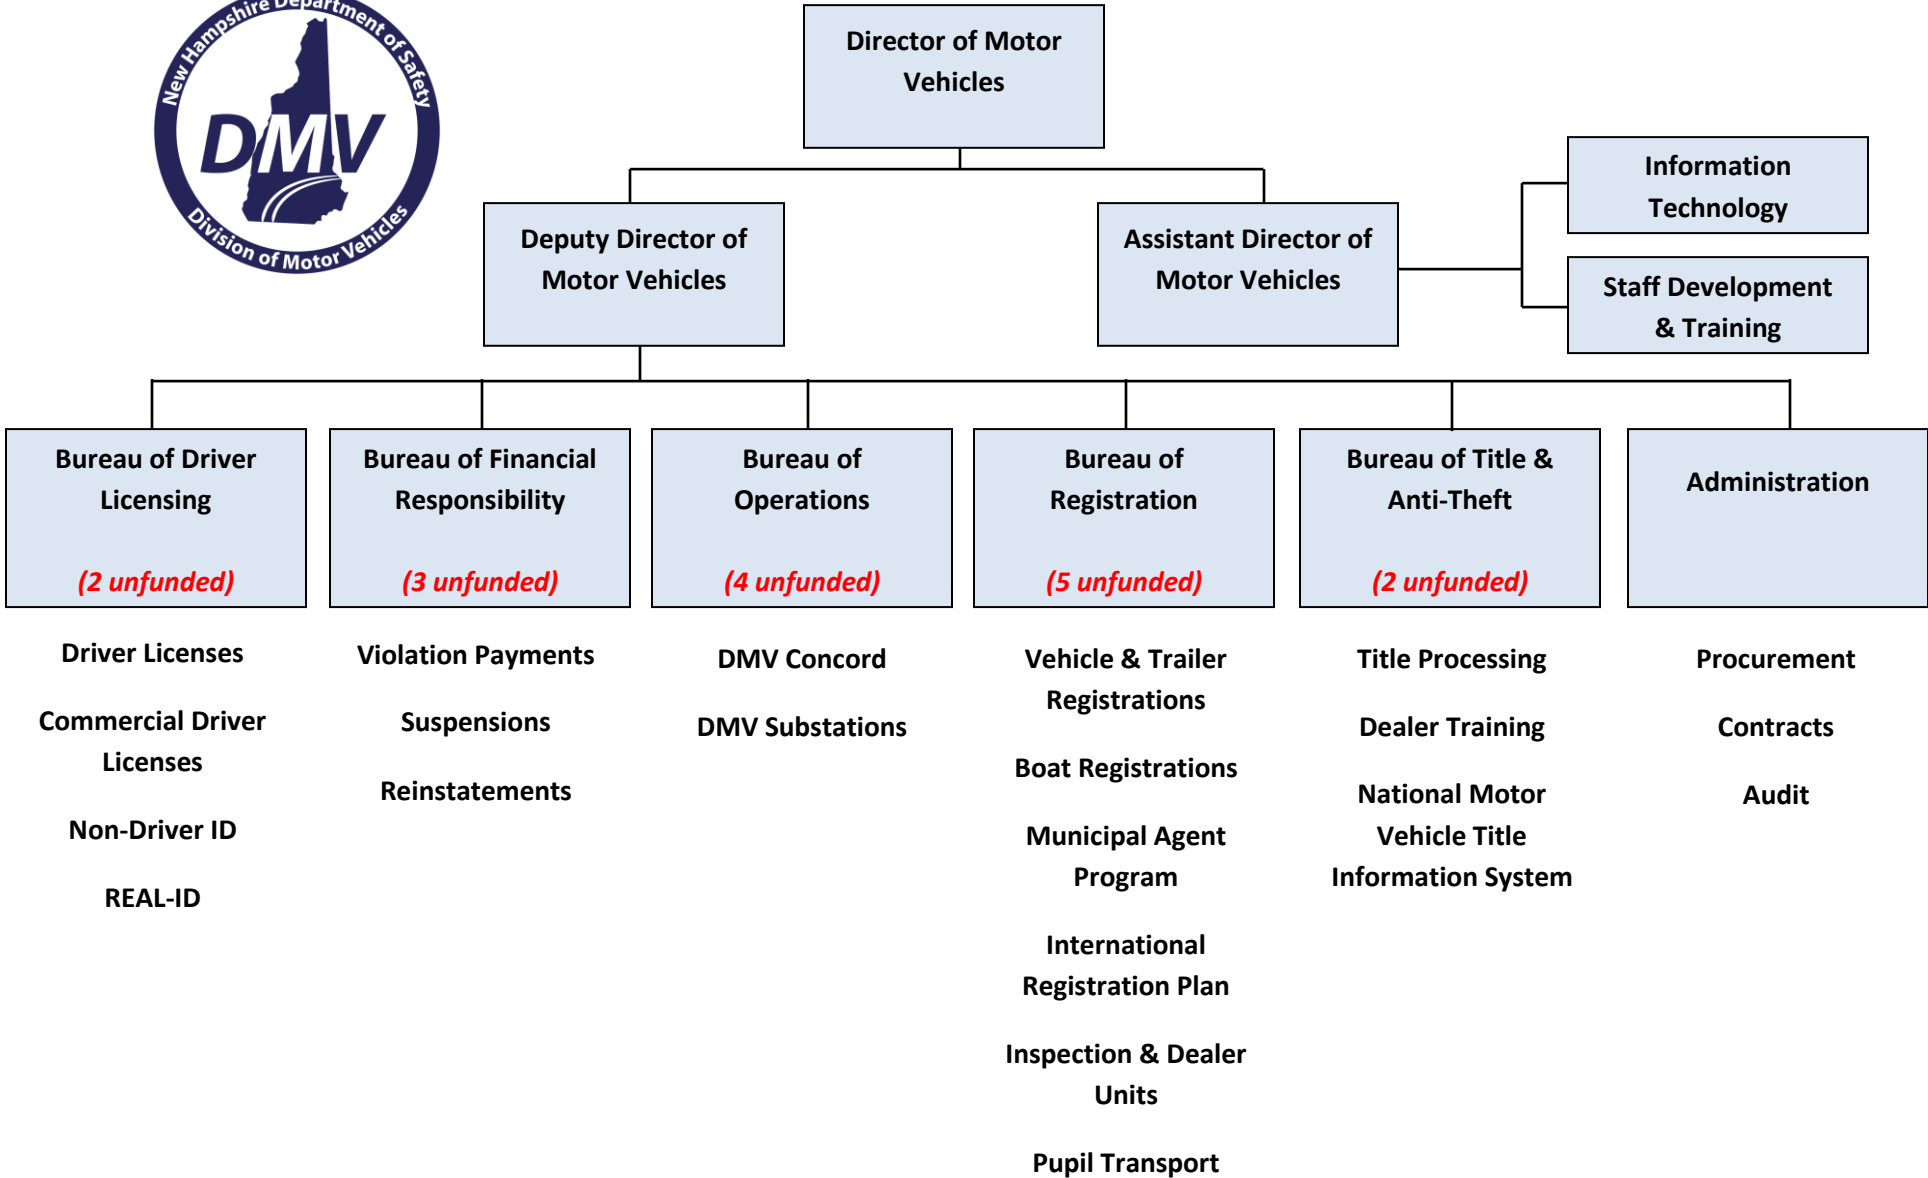 New Hampshire Department of Safety
DMV
Division of Motor Vehicles
Director of Motor
Vehicles
Deputy Director of
Motor Vehicles
Assistant Director of
Motor Vehicles
Information
Technology
Staff Development
& Training
Bureau of Driver
Licensing
(2 unfunded)
Bureau of Financial
Responsibility
(3 unfunded)
Bureau of
Operations
(4 unfunded)
Bureau of
Registration
(5 unfunded)
Bureau of Title &
Anti-Theft
(2 unfunded)
Administration
Driver Licenses
Commercial Driver
Licenses
Non-Driver ID
REAL-ID
Violation Payments
Suspensions
Reinstatements
DMV Concord
DMV Substations
Vehicle & Trailer
Registrations
Boat Registrations
Municipal Agent
Program
International
Registration Plan
Inspection & Dealer
Units
Pupil Transport
Title Processing
Dealer Training
National Motor
Vehicle Title
Information System
Procurement
Contracts
Audit